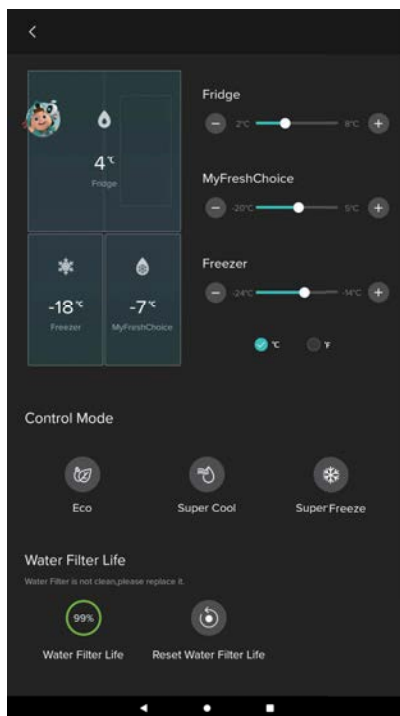 Fridge
2°C 8°C
4°C
Fridge
MyFreshChoice
-20°C 5°C
-18°C -7°C
Freezer MyFreshChoice
Freezer
-24°C -14°C
°C °F
Control Mode
Eco Super Cool Super Freeze
Water Filter Life
Water Filter is not clean,please replace it.
99%
Water Filter Life Reset Water Filter Life